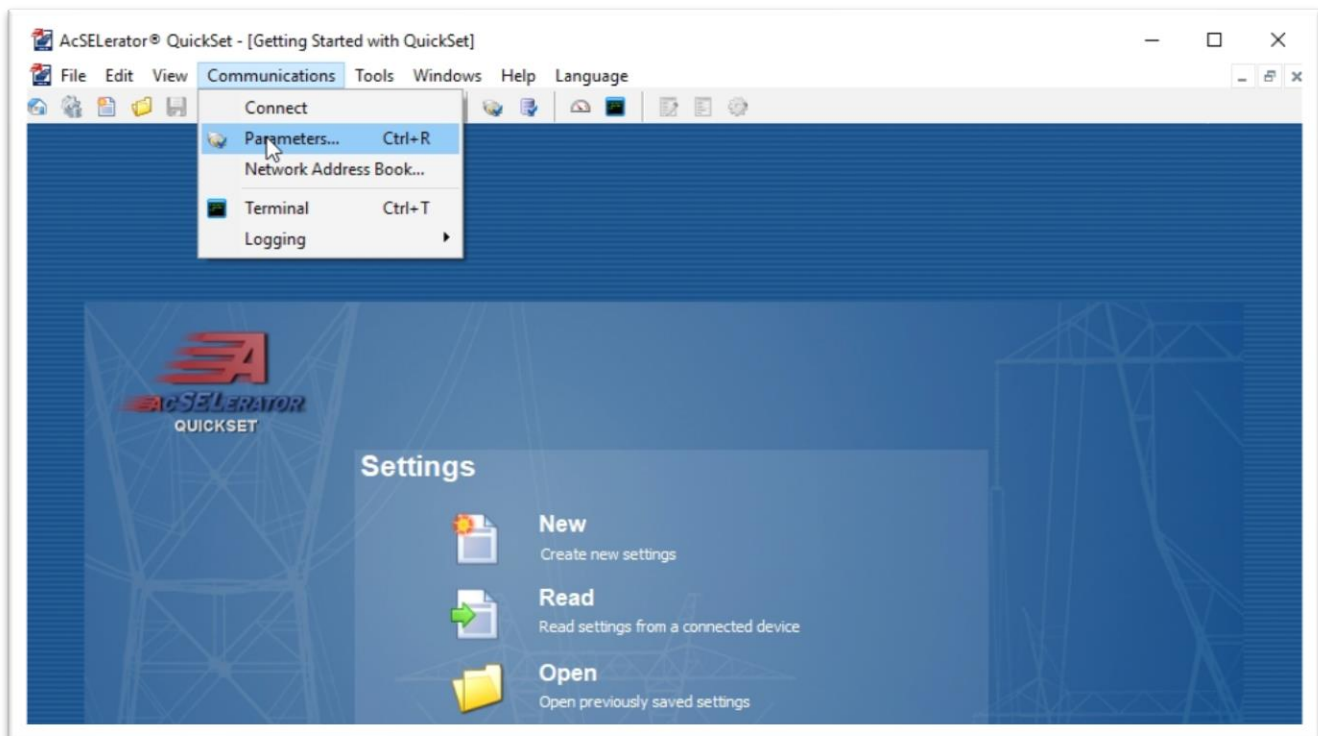 AcSELerator® QuickSet - [Getting Started with QuickSet]
File Edit View Communications Tools Windows Help Language
Connect
Parameters... Ctrl+R
Network Address Book...
Terminal Ctrl+T
Logging
ACSELERATOR
QUICKSET
Settings
New
Create new settings
Read
Read settings from a connected device
Open
Open previously saved settings